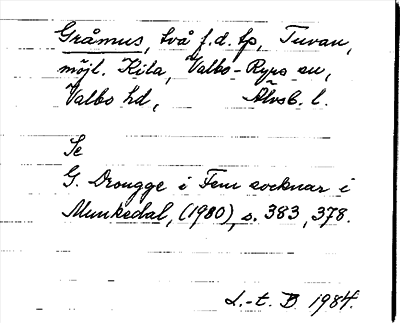 Gråmus, två f.d. tp, Tuvan,
möjl. Kila, Valbo-Ryrs sn,
Valbo hd, Älvsb. l.
Se
G. Drougge i Fem socknar i
Munkedal, (1980), s. 383, 378.
L.-t. B. 1984.